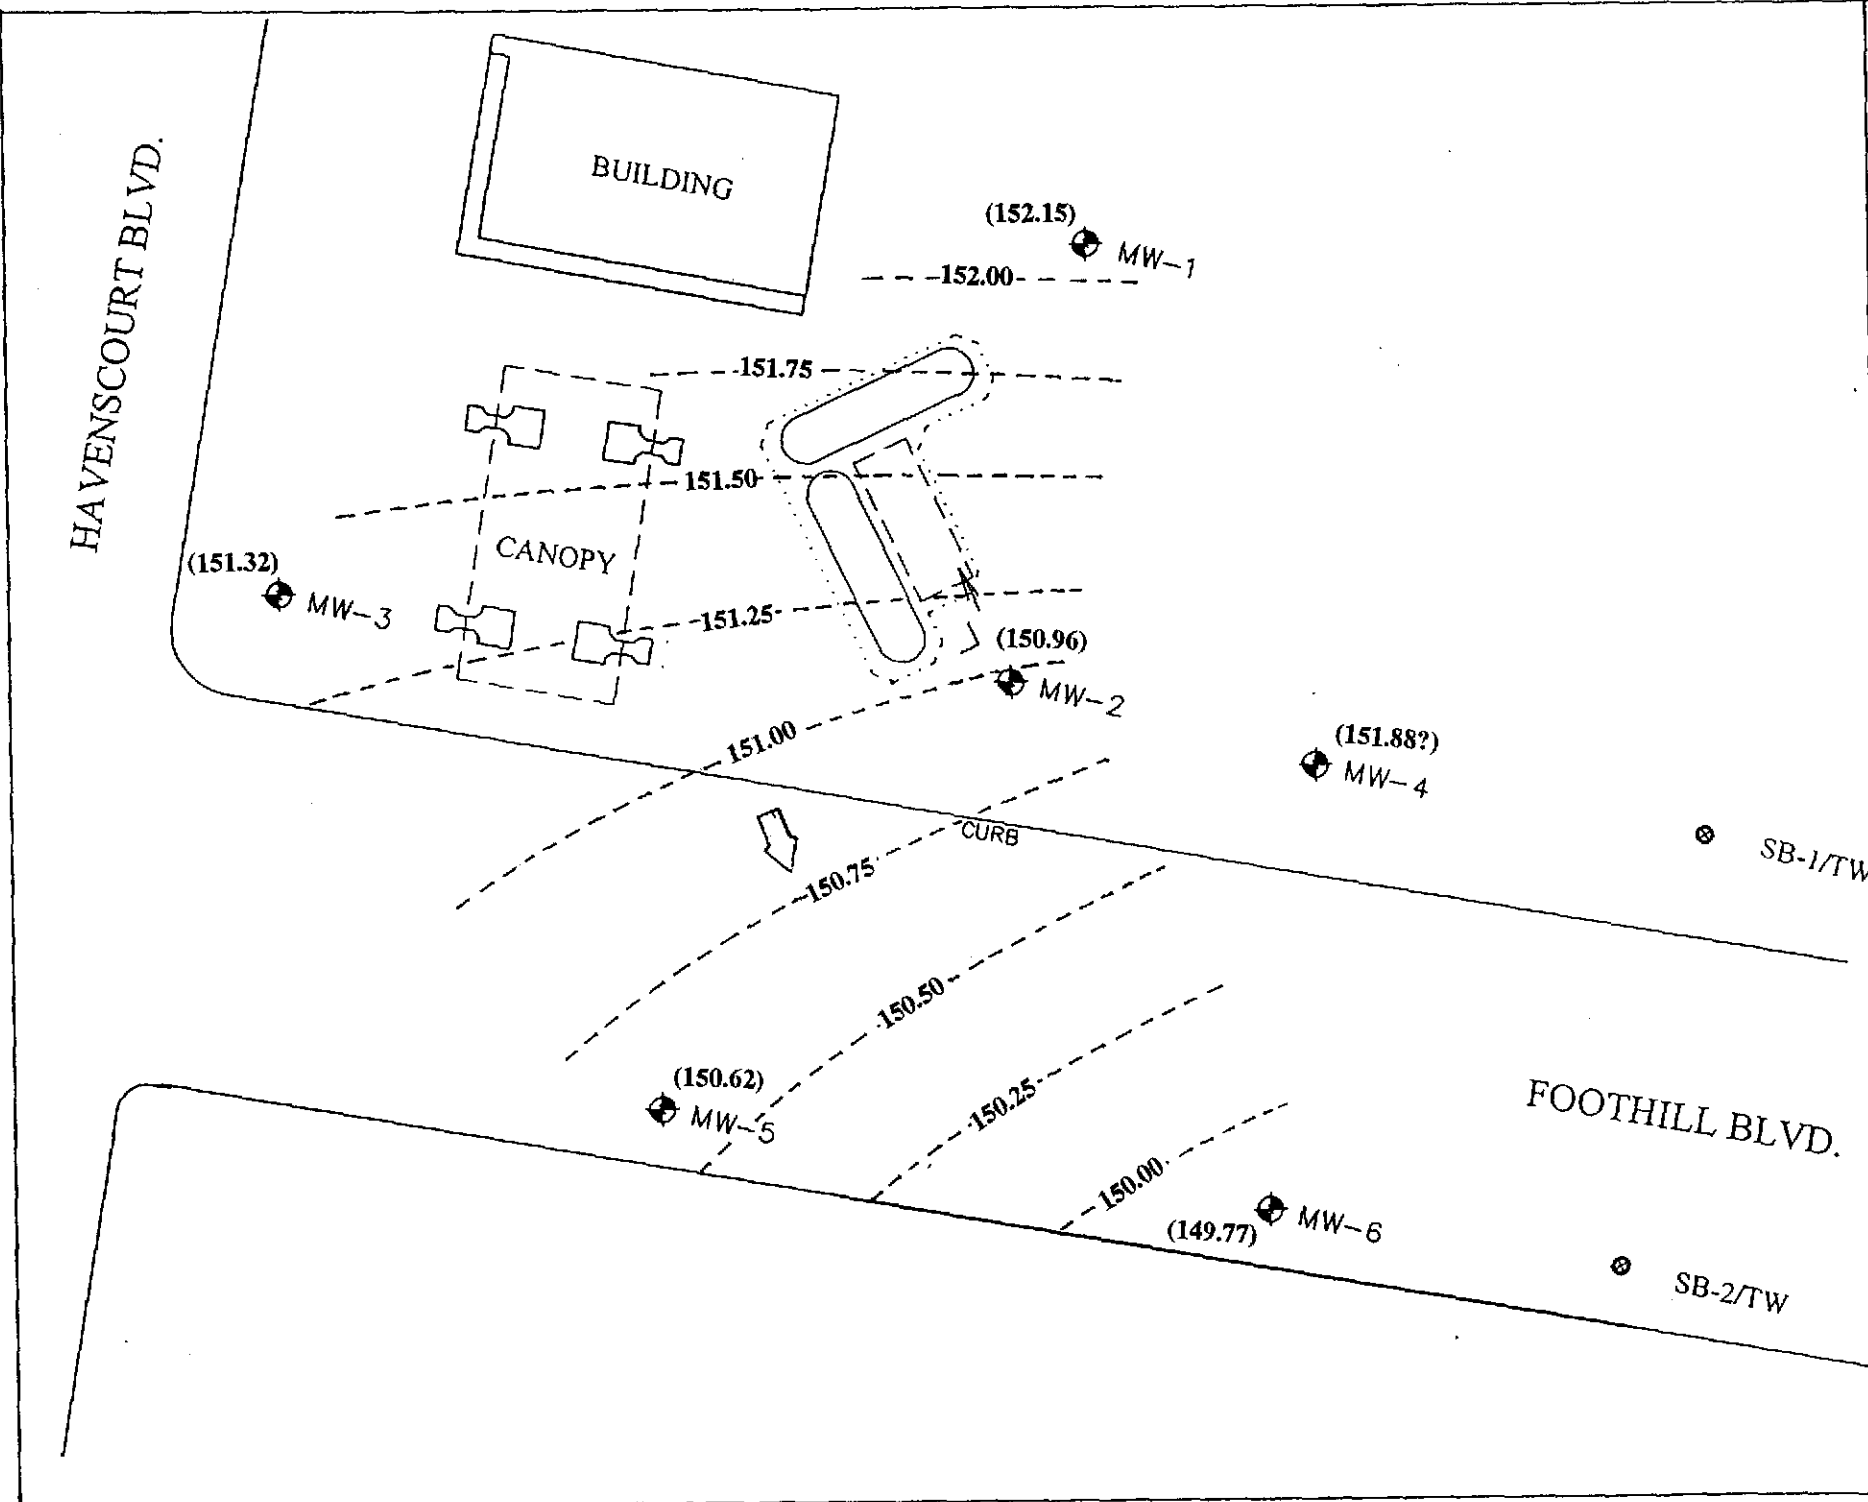 BUILDING
HAVENSCOURT BLVD.
(152.15)
MW-1
152.00
151.75
151.50
CANOPY
(151.32)
MW-3
151.25
(150.96)
MW-2
151.00
(151.88?)
MW-4
CURB
SB-1/TW
150.75
150.50
(150.62)
MW-5
150.25
FOOTHILL BLVD.
150.00
(149.77)
MW-6
SB-2/TW